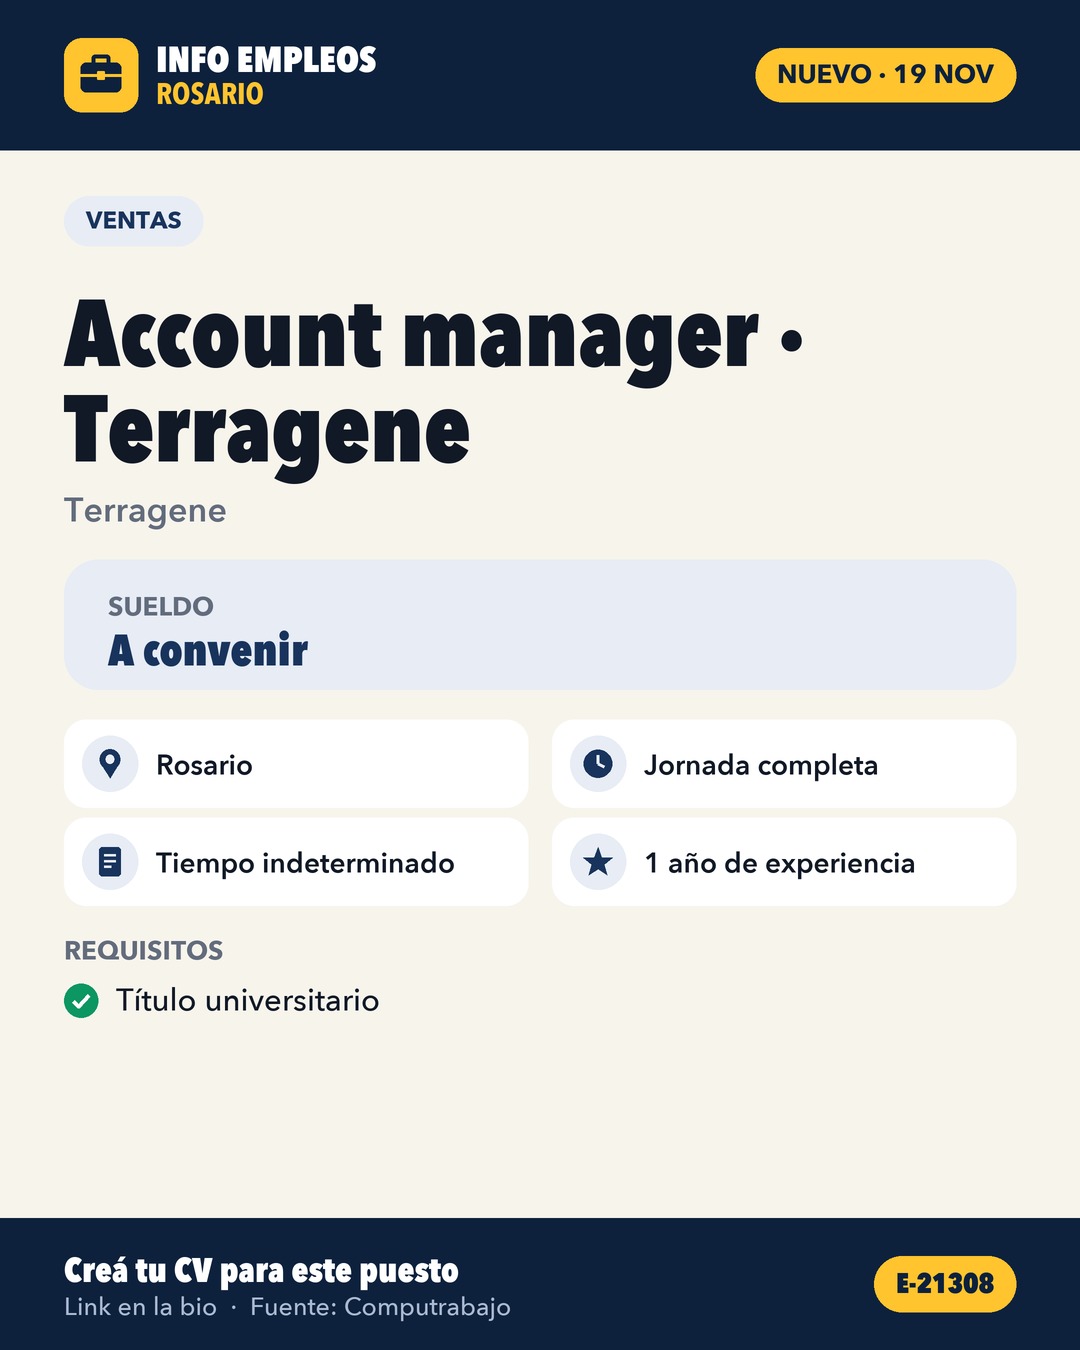 INFO EMPLEOS
ROSARIO
NUEVO · 19 NOV
VENTAS
Account manager ·
Terragene
Terragene
SUELDO
A convenir
Rosario
Jornada completa
Tiempo indeterminado
1 año de experiencia
REQUISITOS
Título universitario
Creá tu CV para este puesto
Link en la bio · Fuente: Computrabajo
E-21308